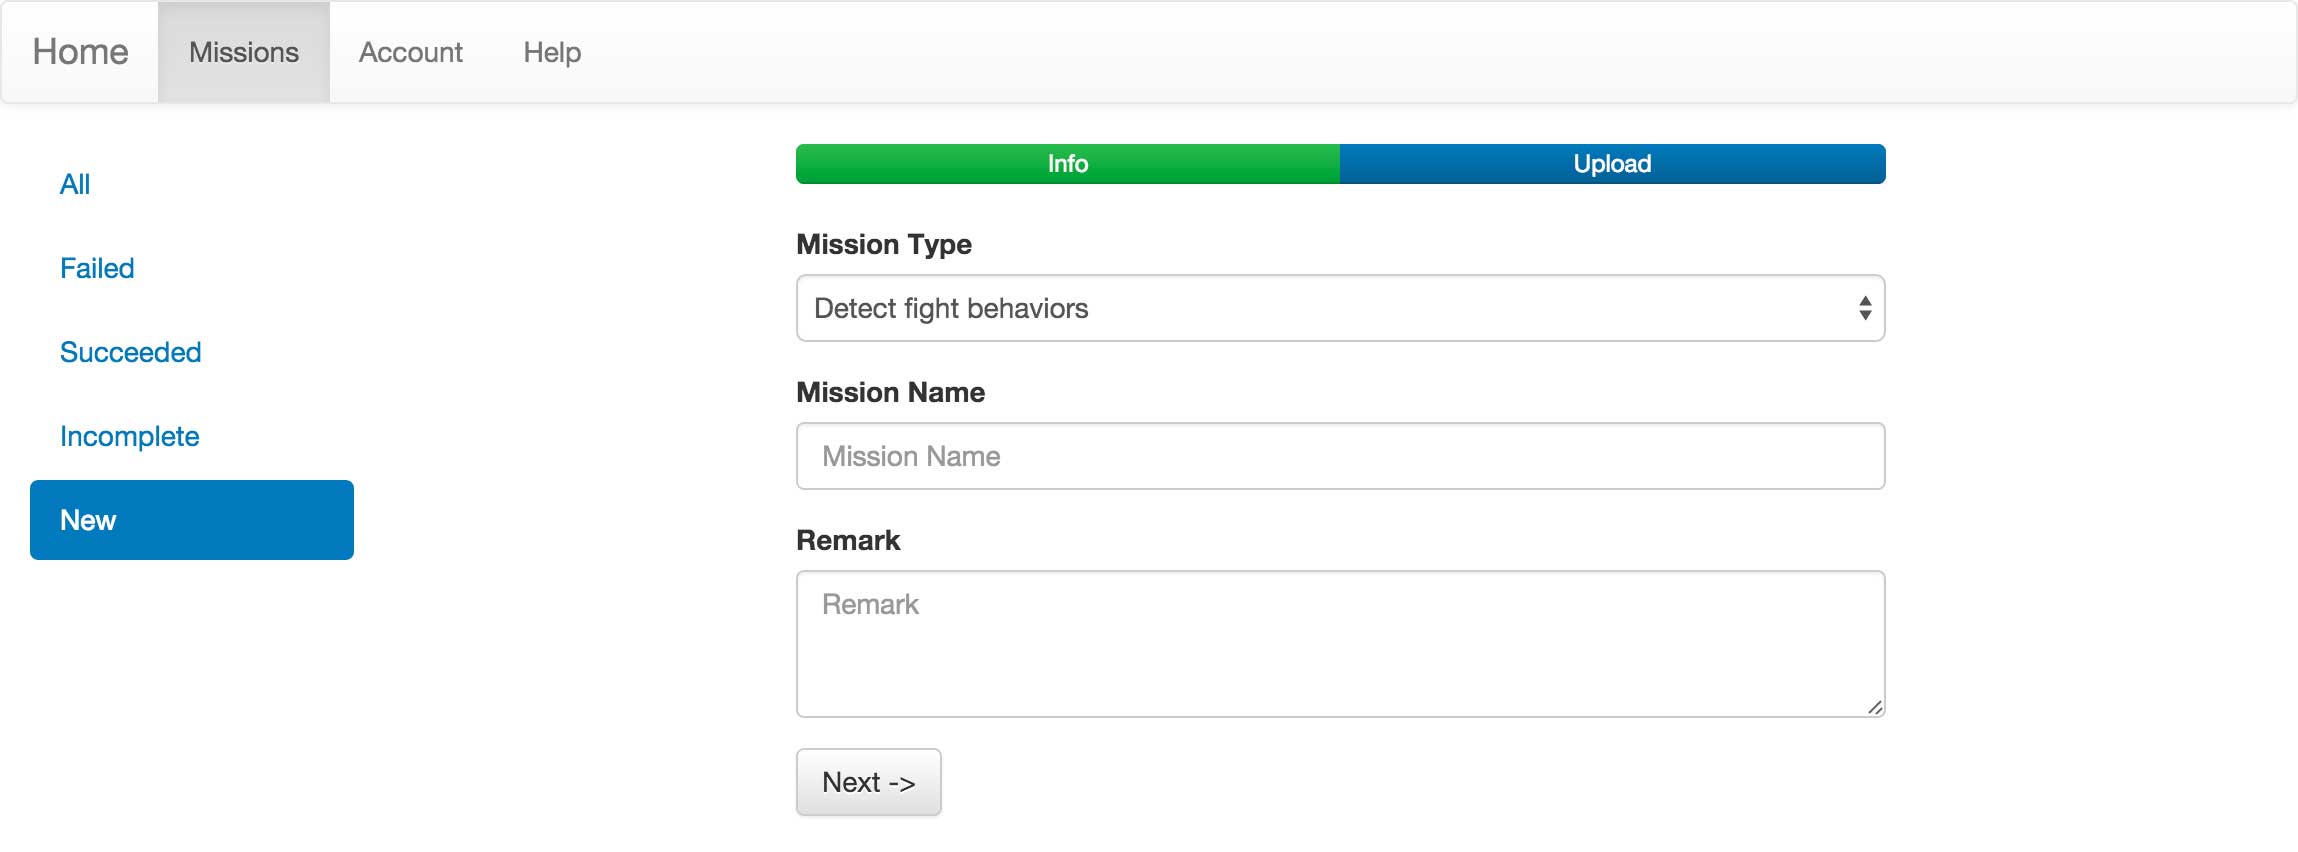 Home Missions Account Help
All
Failed
Succeeded
Incomplete
New
Info Upload
Mission Type
Detect fight behaviors
Mission Name
Mission Name
Remark
Remark
Next ->